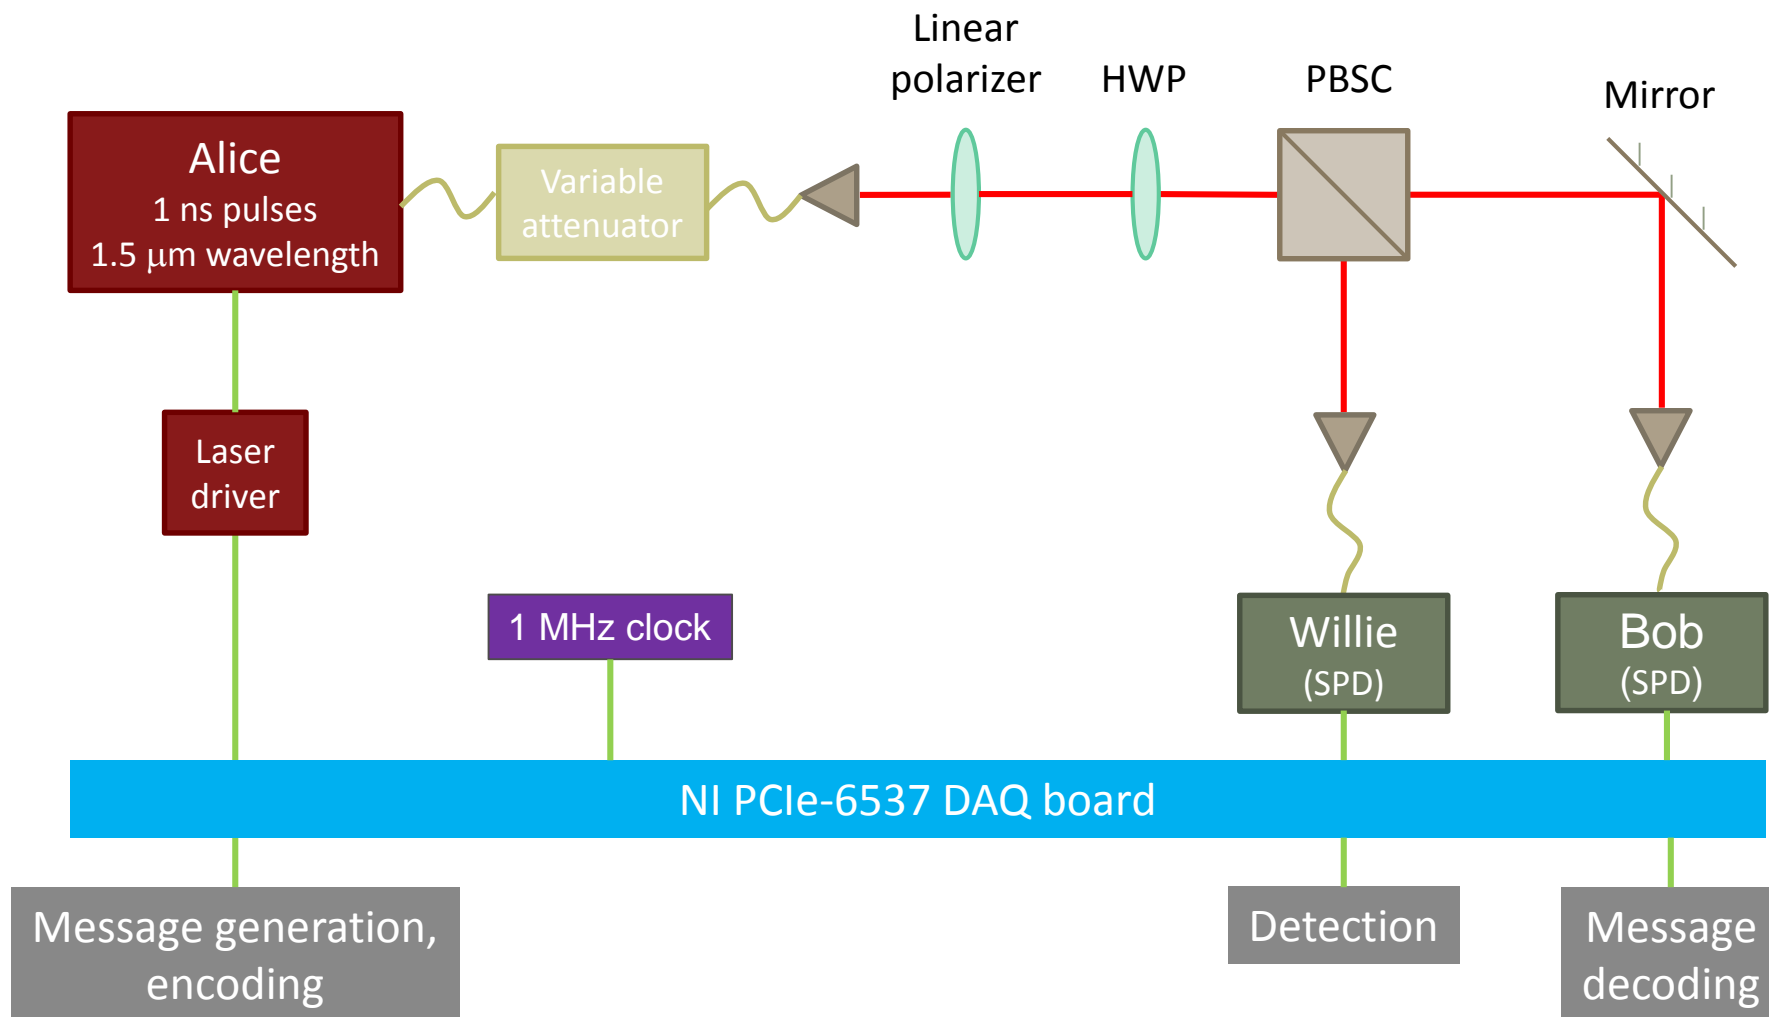 Linear
polarizer
HWP
PBSC
Mirror
Alice
1 ns pulses
1.5 μm wavelength
Variable
attenuator
Laser
driver
1 MHz clock
Willie
(SPD)
Bob
(SPD)
NI PCIe-6537 DAQ board
Message generation,
encoding
Detection
Message
decoding